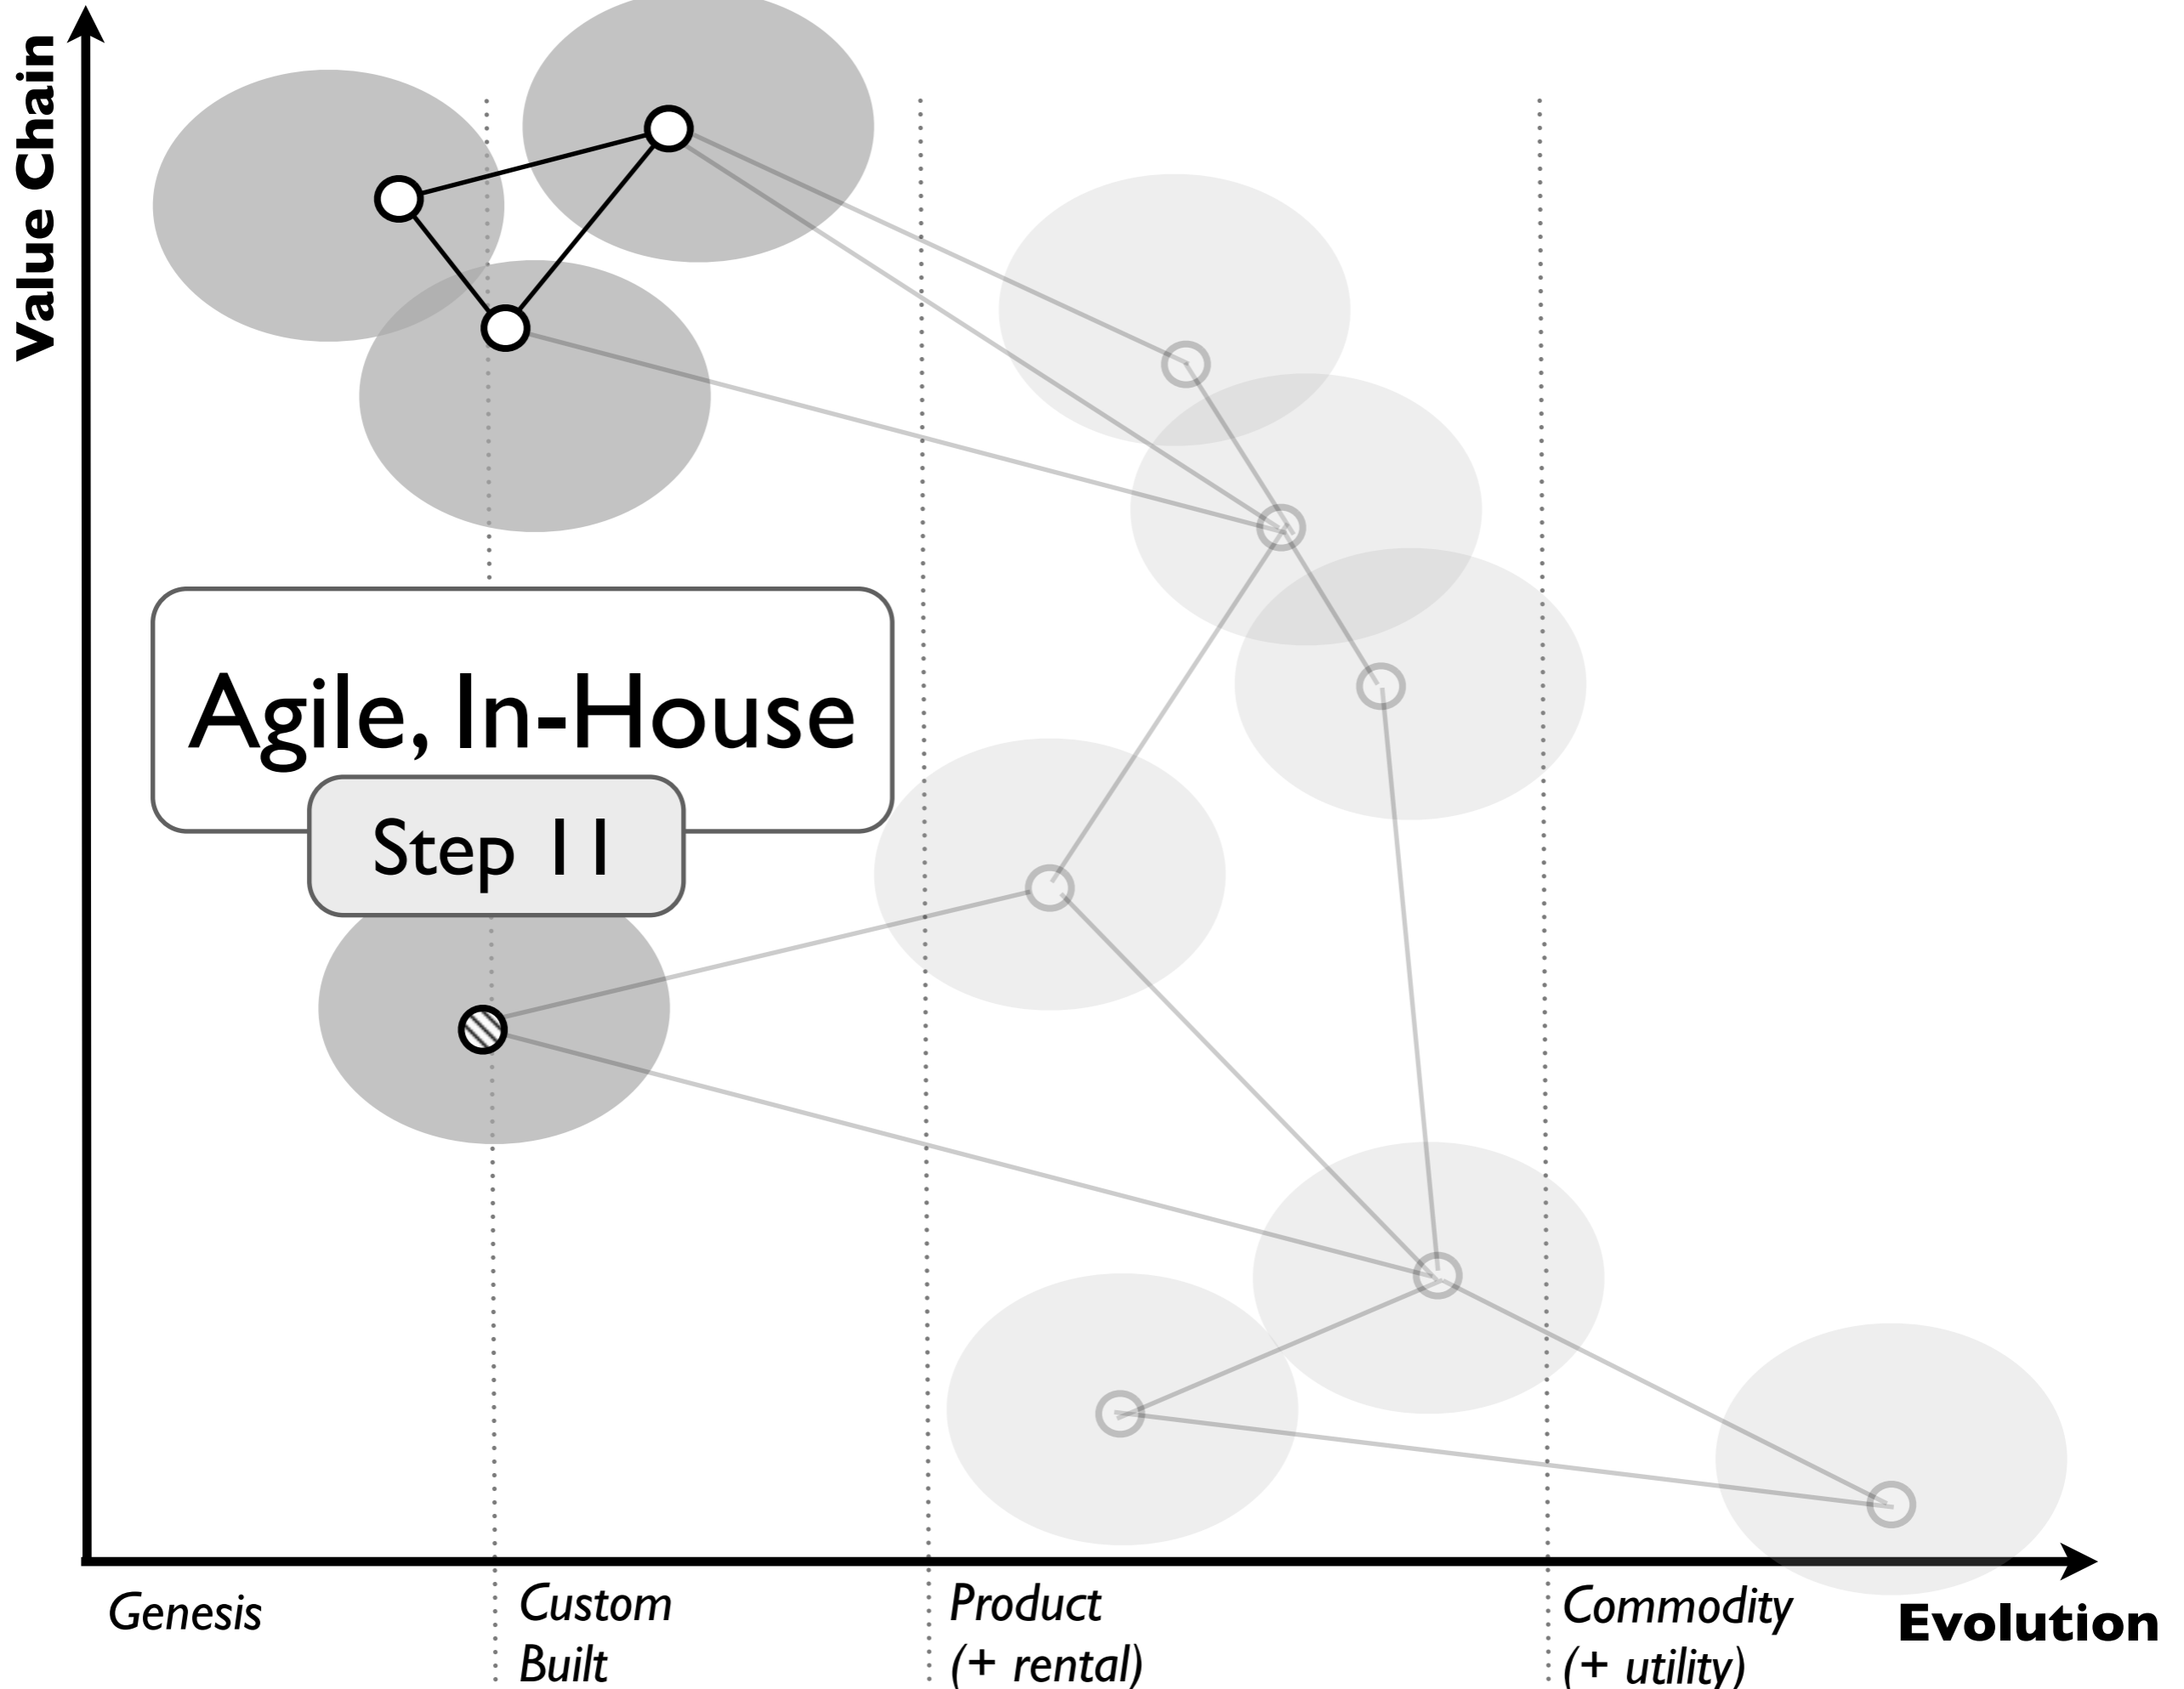 Value Chain
Agile, In-House
Step 11
Genesis
Custom
Built
Product
(+ rental)
Commodity
(+ utility)
Evolution